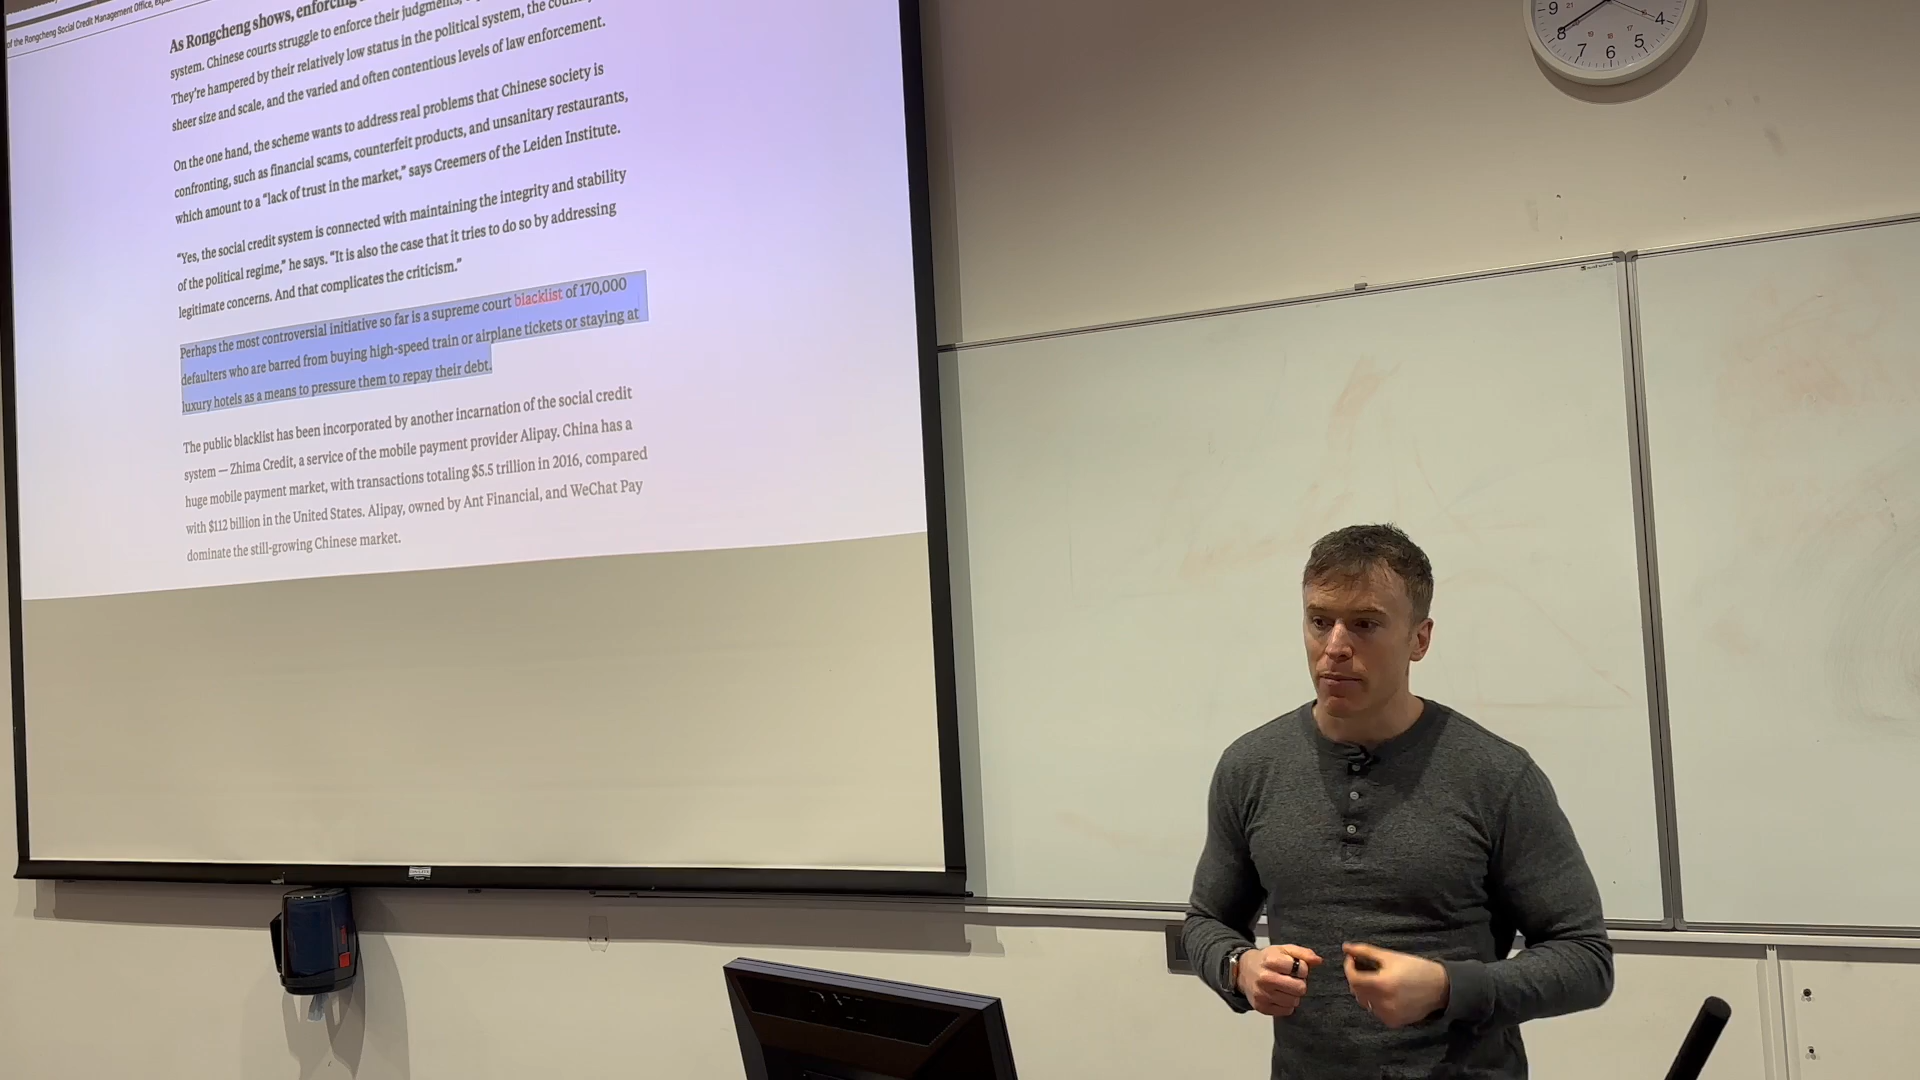 of the Rongcheng Social Credit Management Office,
As Rongcheng shows, enforcing
system. Chinese courts struggle to enforce their judgments,
They're hampered by their relatively low status in the political system, the
sheer size and scale, and the varied and often contentious levels of law enforcement.
On the one hand, the scheme wants to address real problems that Chinese society is
confronting, such as financial scams, counterfeit products, and unsanitary restaurants,
which amount to a “lack of trust in the market,” says Creemers of the Leiden Institute.
“Yes, the social credit system is connected with maintaining the integrity and stability
of the political regime,” he says. “It is also the case that it tries to do so by addressing
legitimate concerns. And that complicates the criticism.”
Perhaps the most controversial initiative so far is a supreme court blacklist of 170,000
defaulters who are barred from buying high-speed train or airplane tickets or staying at
luxury hotels as a means to pressure them to repay their debt.
The public blacklist has been incorporated by another incarnation of the social credit
system — Zhima Credit, a service of the mobile payment provider Alipay. China has a
huge mobile payment market, with transactions totaling $5.5 trillion in 2016, compared
with $112 billion in the United States. Alipay, owned by Ant Financial, and WeChat Pay
dominate the still-growing Chinese market.
9 21 4
8 19 18 17
7 6 5